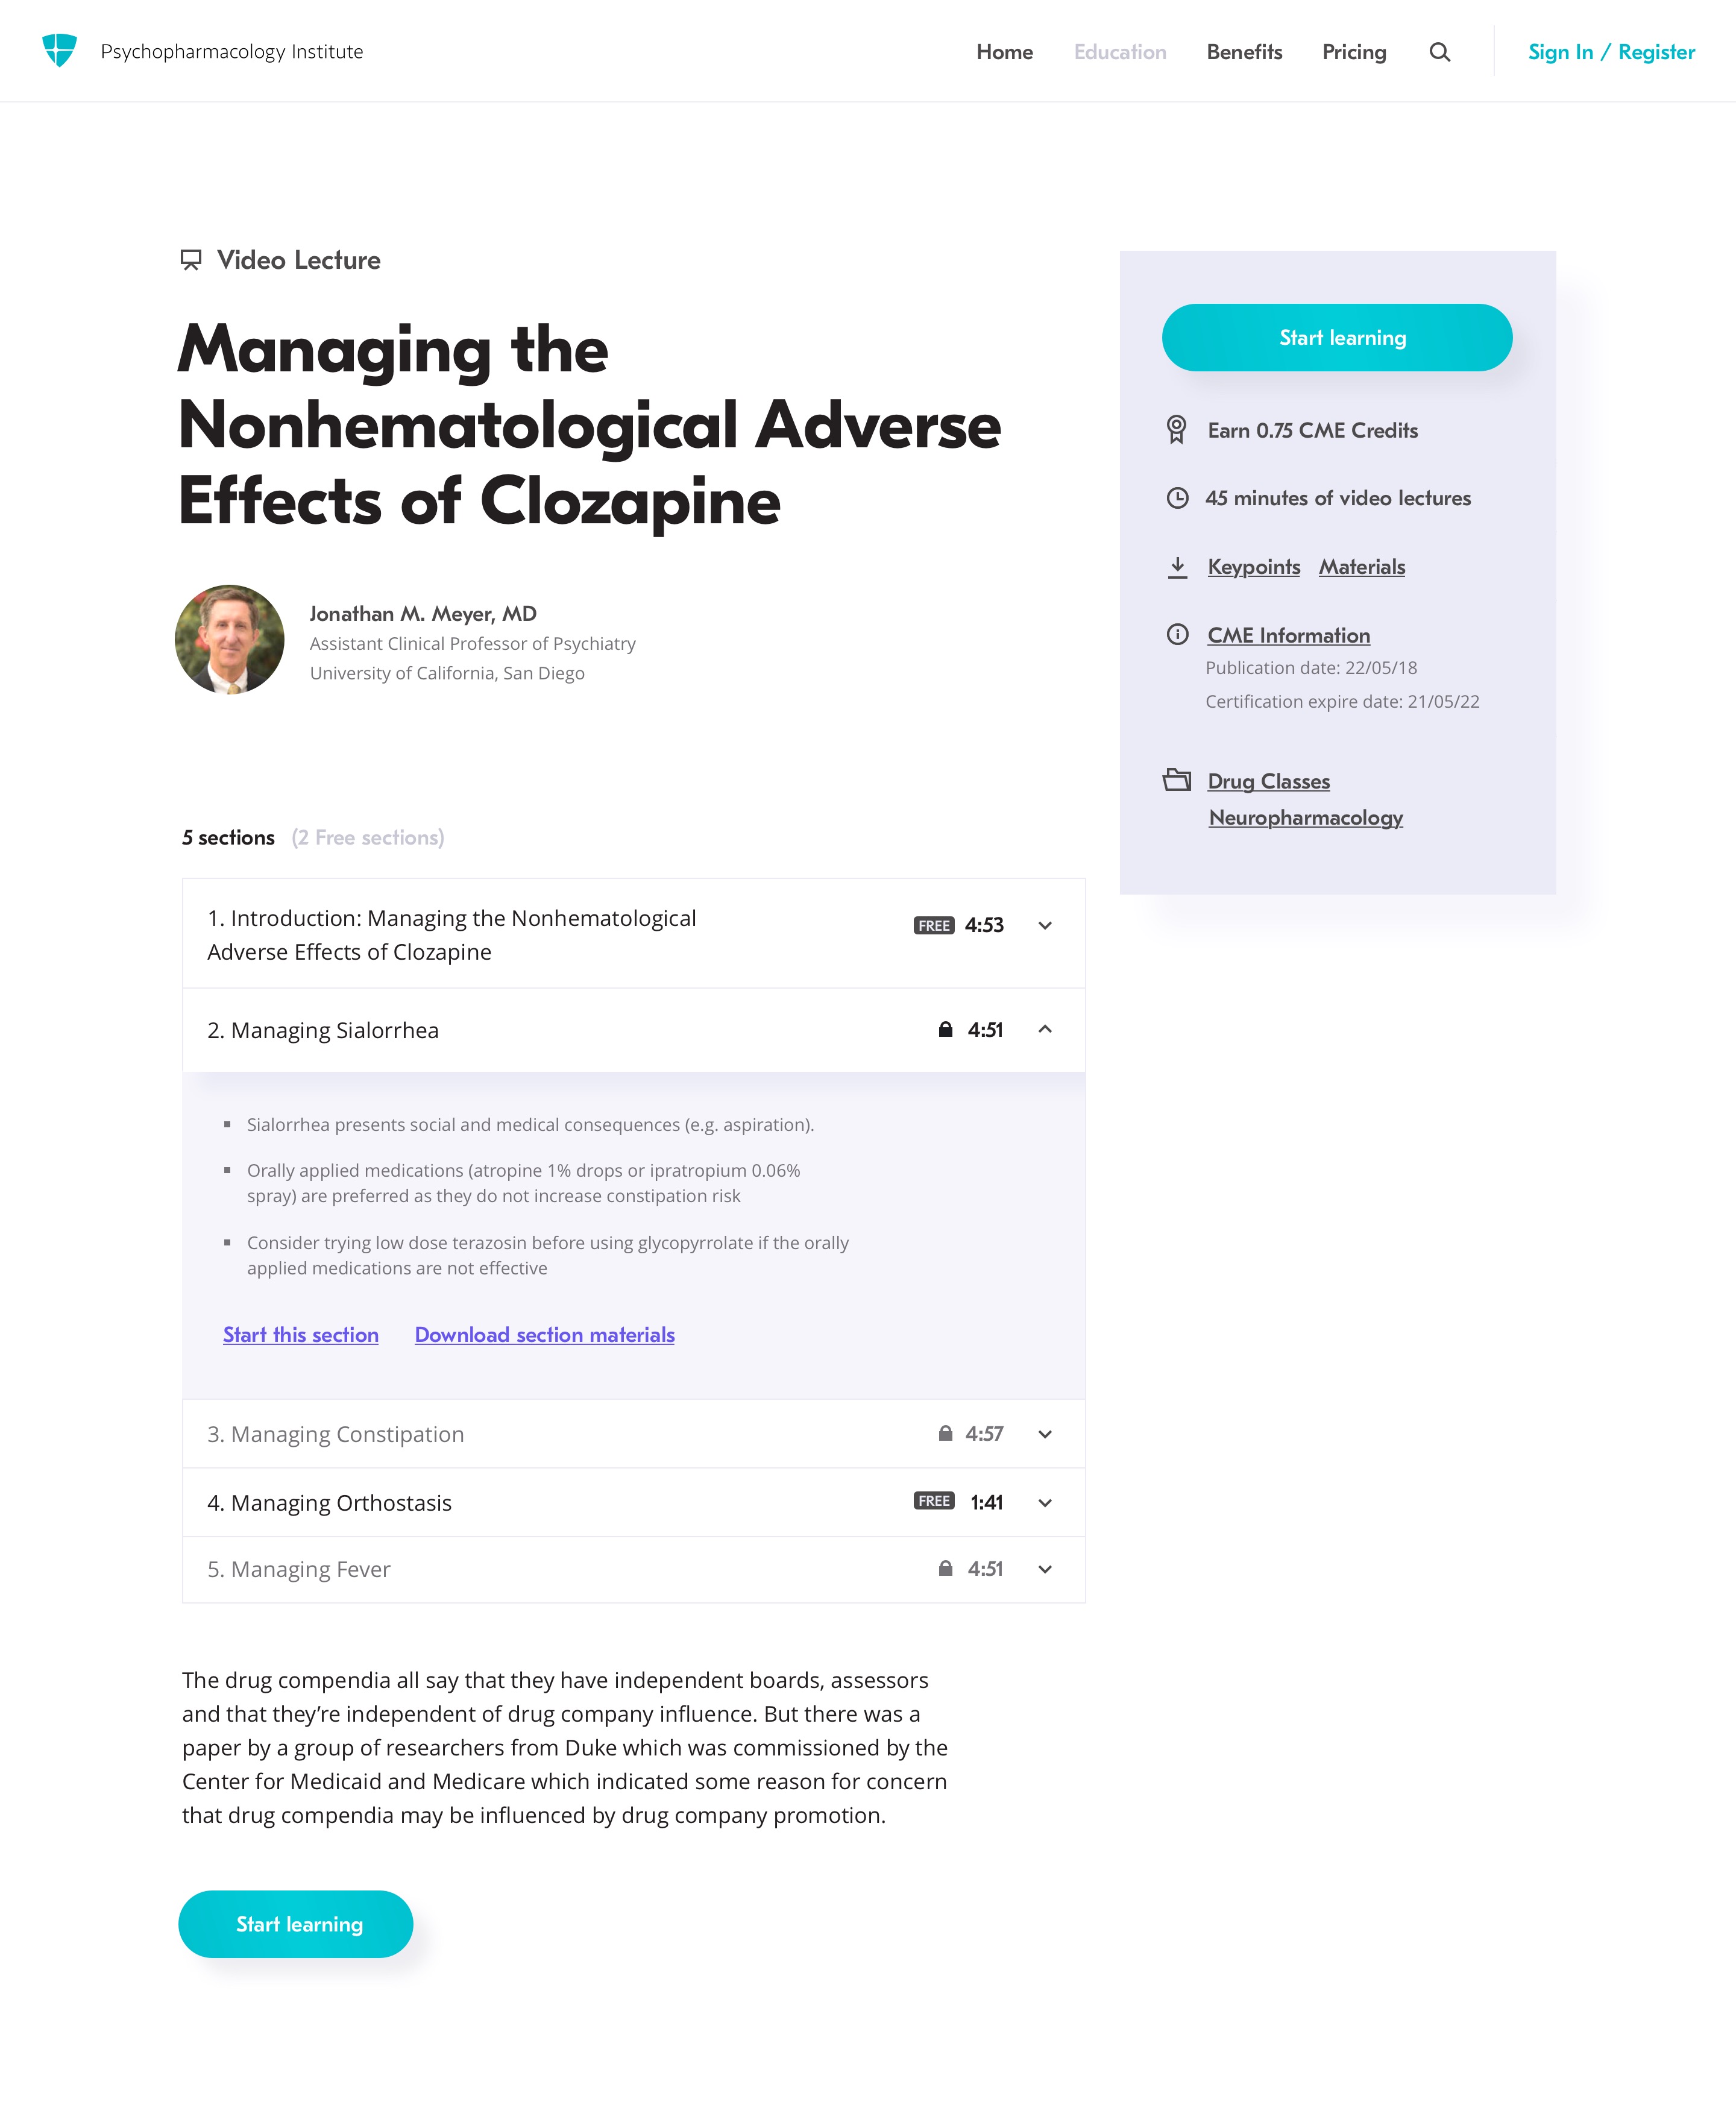 Psychopharmacology Institute
Home Education Benefits Pricing Sign In / Register
Video Lecture
Managing the
Nonhematological Adverse
Effects of Clozapine
Jonathan M. Meyer, MD
Assistant Clinical Professor of Psychiatry
University of California, San Diego
Start learning
Earn 0.75 CME Credits
45 minutes of video lectures
Keypoints Materials
CME Information
Publication date: 22/05/18
Certification expire date: 21/05/22
Drug Classes
Neuropharmacology
5 sections (2 Free sections)
1. Introduction: Managing the Nonhematological
Adverse Effects of Clozapine
FREE 4:53
2. Managing Sialorrhea 4:51
Sialorrhea presents social and medical consequences (e.g. aspiration).
Orally applied medications (atropine 1% drops or ipratropium 0.06%
spray) are preferred as they do not increase constipation risk
Consider trying low dose terazosin before using glycopyrrolate if the orally
applied medications are not effective
Start this section Download section materials
3. Managing Constipation 4:57
4. Managing Orthostasis FREE 1:41
5. Managing Fever 4:51
The drug compendia all say that they have independent boards, assessors
and that they’re independent of drug company influence. But there was a
paper by a group of researchers from Duke which was commissioned by the
Center for Medicaid and Medicare which indicated some reason for concern
that drug compendia may be influenced by drug company promotion.
Start learning